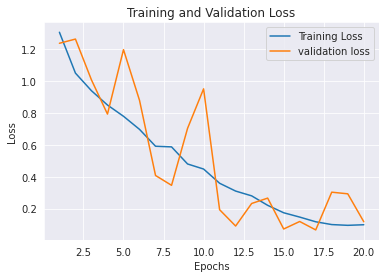 Training and Validation Loss
Training Loss
validation loss
1.2
1.0
0.8
0.6
0.4
0.2
Loss
2.5 5.0 7.5 10.0 12.5 15.0 17.5 20.0
Epochs